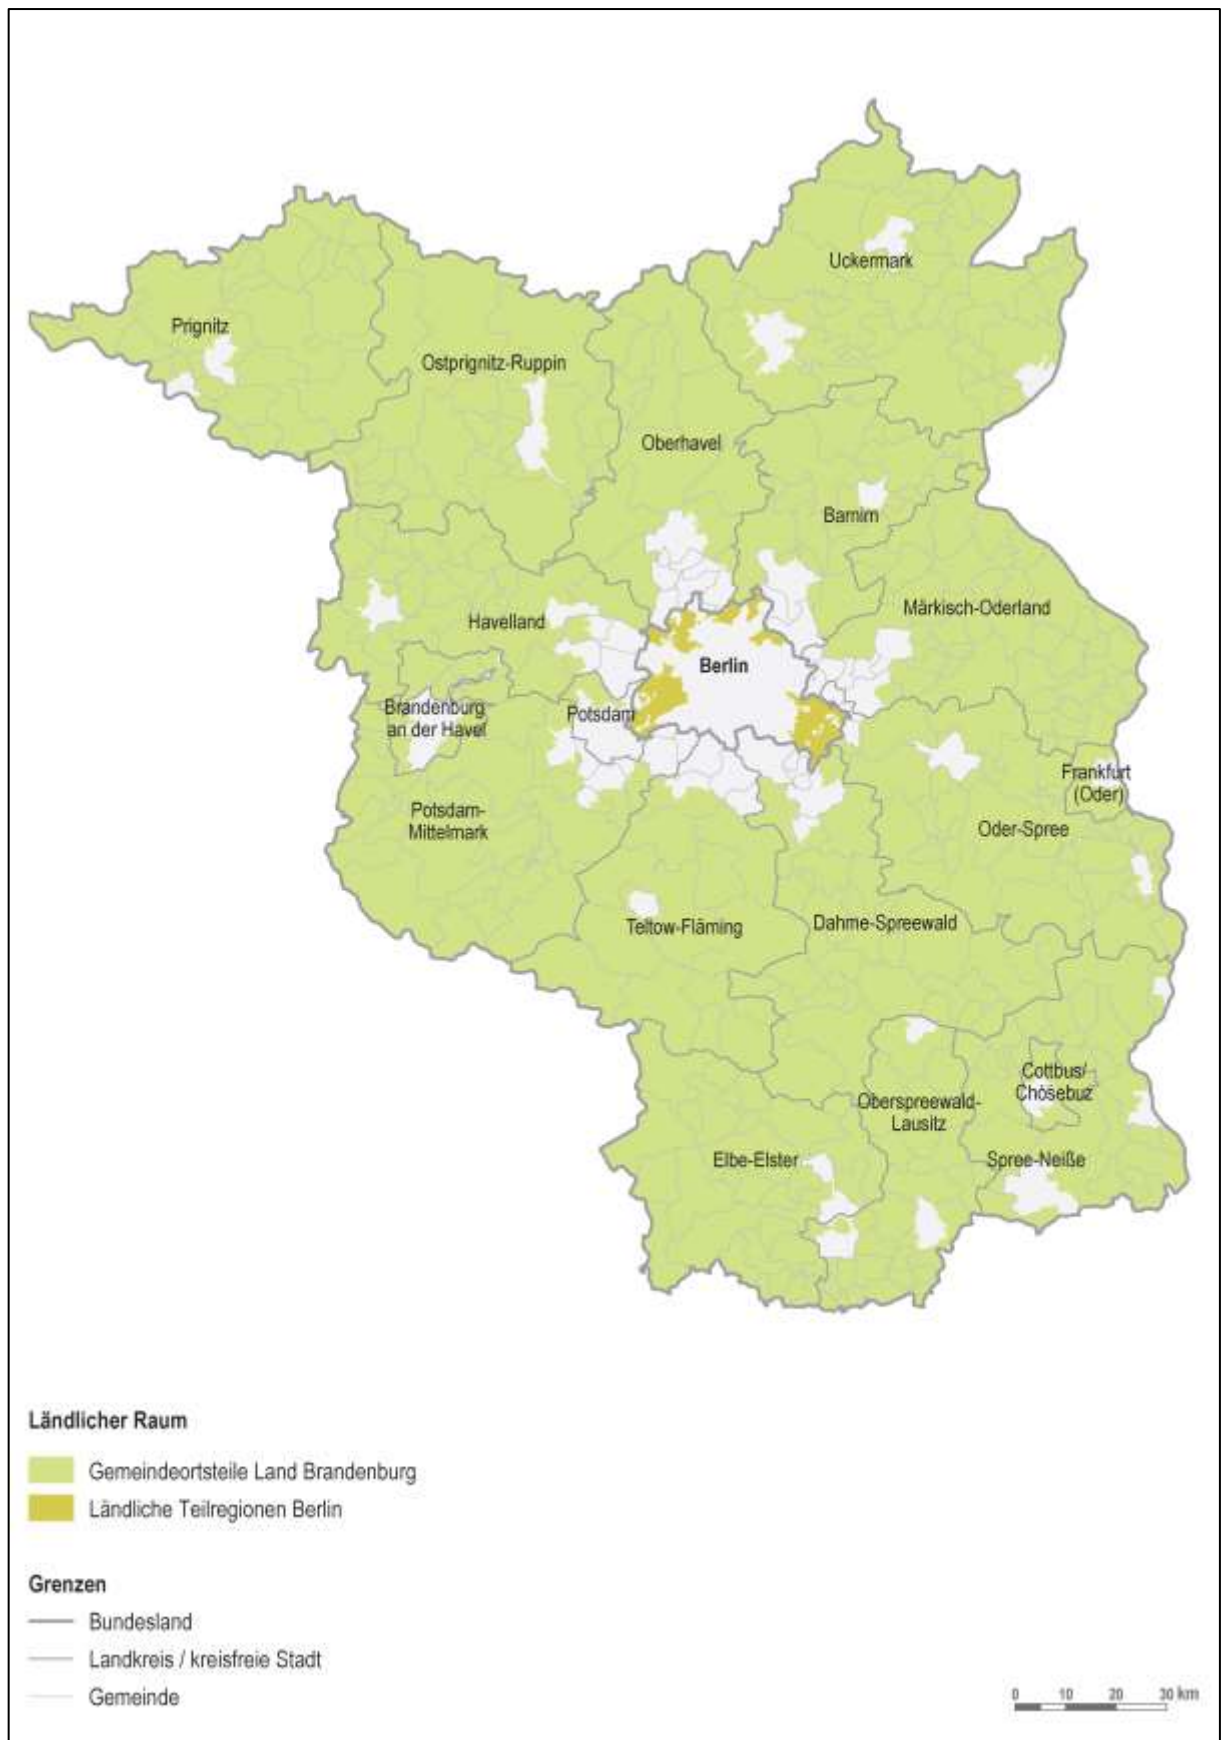 Uckermark
Prignitz
Ostprignitz-Ruppin
Oberhavel
Barnim
Märkisch-Oderland
Havelland
Berlin
Brandenburg
an der Havel
Potsdam
Frankfurt
(Oder)
Potsdam-
Mittelmark
Oder-Spree
Teltow-Fläming
Dahme-Spreewald
Cottbus/
Chóśebuz
Oberspreewald-
Lausitz
Elbe-Elster
Spree-Neiße
Ländlicher Raum
Gemeindeortsteile Land Brandenburg
Ländliche Teilregionen Berlin
Grenzen
Bundesland
Landkreis / kreisfreie Stadt
Gemeinde
0 10 20 30 km